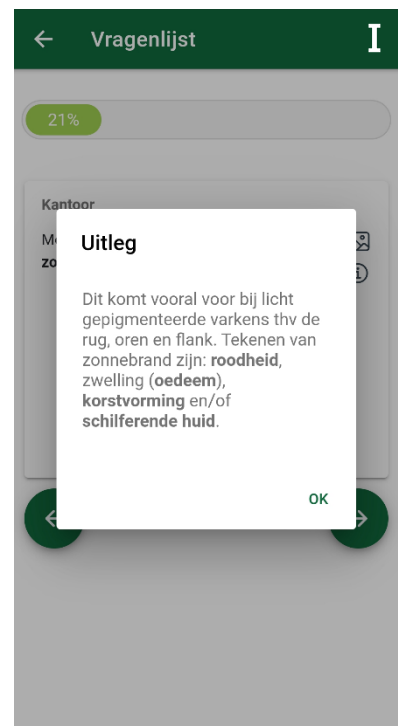 Vragenlijst
21%
Kantoor
Uitleg
Dit komt vooral voor bij licht
gepigmenteerde varkens thv de
rug, oren en flank. Tekenen van
zonnebrand zijn: roodheid,
zwelling (oedeem),
korstvorming en/of
schilferende huid.
OK